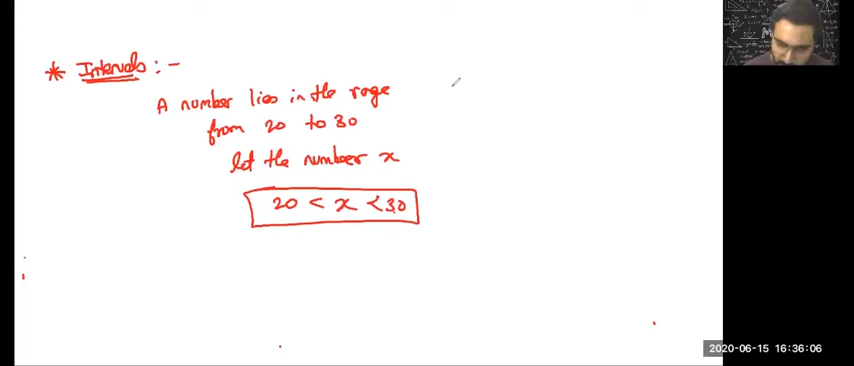 * Intervals :-
A number lies in the rage
from 20 to 30
let the number x
20 < x < 30
2020-06-15 16:36:06